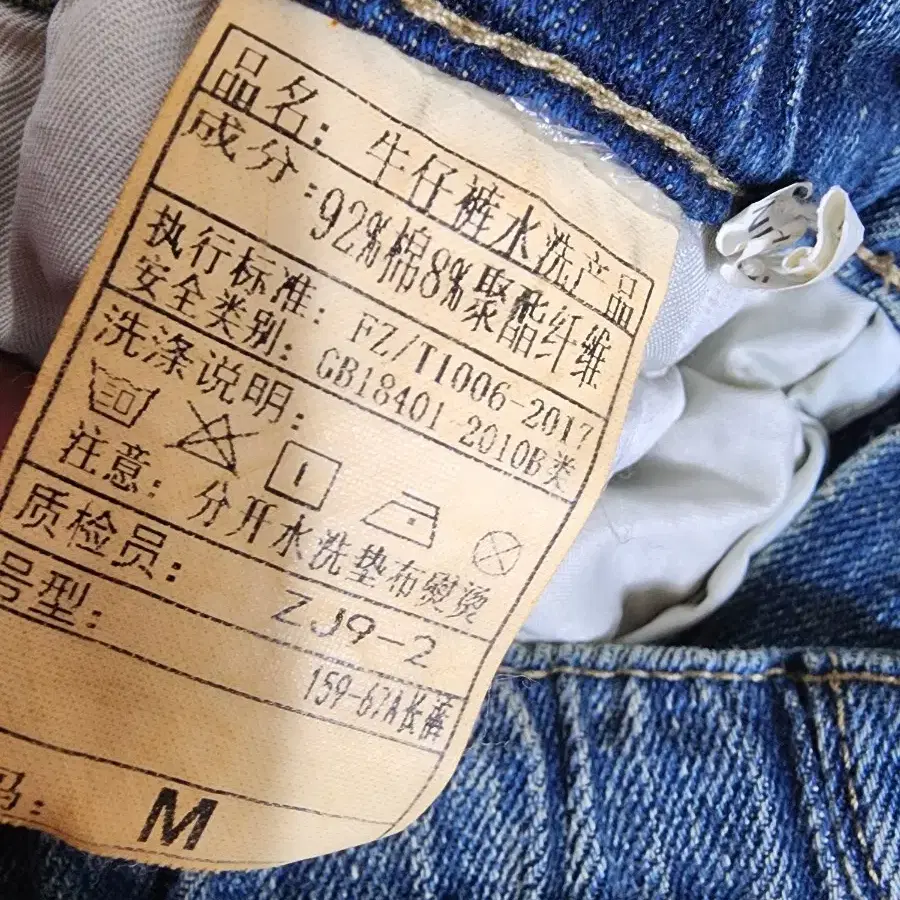 品名: 牛仔裤水洗产品
成分: 92%棉8%聚酯纤维
执行标准: FZ/T1006-2017
安全类别: GB18401-2010B类
洗涤说明:
30
注意: 分开水洗垫布熨烫
质检员: ZJ9-2
号型: 159-67A长裤
码: M